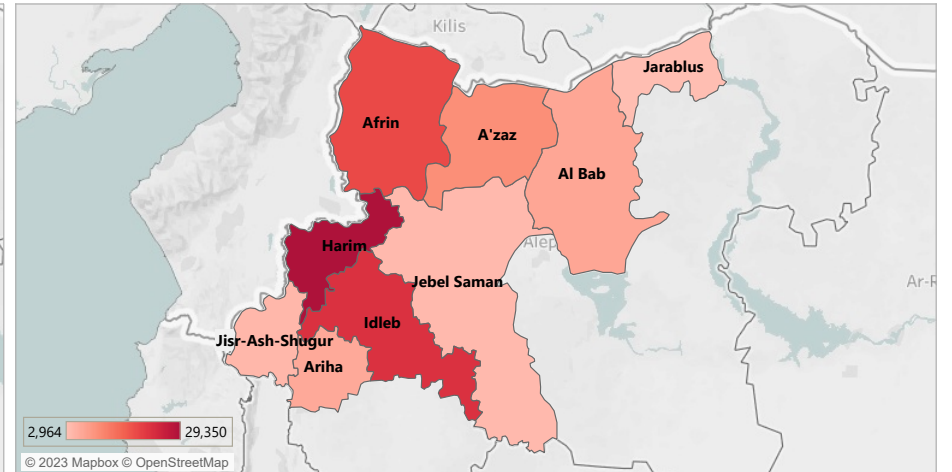 Kilis
Jarablus
Afrin
A'zaz
Al Bab
Harim
Alep
Jebel Saman
Ar-R
Idleb
Jisr-Ash-Shugur
Ariha
2,964
29,350
© 2023 Mapbox © OpenStreetMap